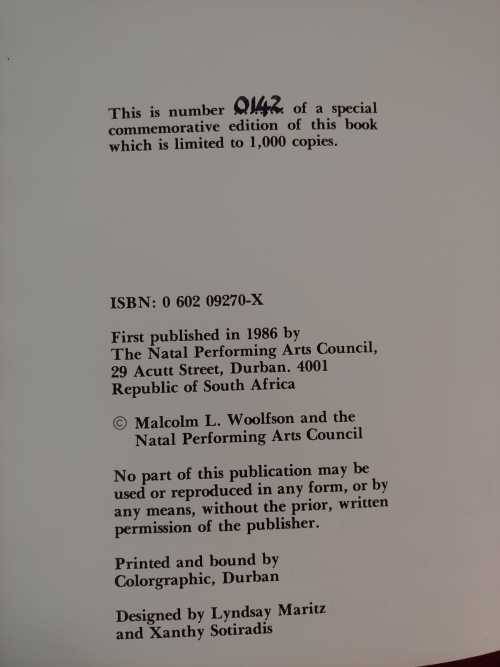 This is number 0142 of a special
commemorative edition of this book
which is limited to 1,000 copies.
ISBN: 0 602 09270-X
First published in 1986 by
The Natal Performing Arts Council,
29 Acutt Street, Durban. 4001
Republic of South Africa
© Malcolm L. Woolfson and the
Natal Performing Arts Council
No part of this publication may be
used or reproduced in any form, or by
any means, without the prior, written
permission of the publisher.
Printed and bound by
Colorgraphic, Durban
Designed by Lyndsay Maritz
and Xanthy Sotiradis